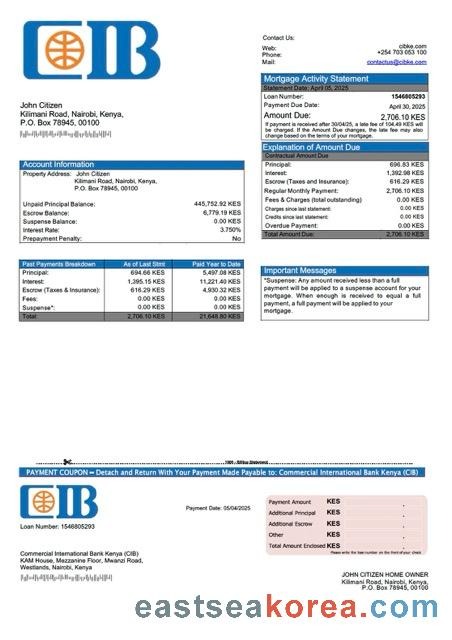 CIB
Contact Us:
Web: cibke.com
Phone: +254 703 053 100
Mail: contactus@cibke.com
Mortgage Activity Statement
Statement Date: April 05, 2025
Loan Number: 1546805293
Payment Due Date: April 30, 2025
Amount Due: 2,706.10 KES
If payment is received after 30/04/25, a late fee of 104,49 KES will
be charged. If the Amount Due changes, the late fee may also
change based on the terms of your mortgage.
John Citizen
Kilimani Road, Nairobi, Kenya,
P.O. Box 78945, 00100
Explanation of Amount Due
Contractual Amount Due
Principal: 696.83 KES
Interest: 1,392.98 KES
Escrow (Taxes and Insurance): 616.29 KES
Regular Monthly Payment: 2,706.10 KES
Fees & Charges (total outstanding) 0.00 KES
Charges since last statement: 0.00 KES
Credits since last statement: 0.00 KES
Overdue Payment: 0.00 KES
Total Amount Due: 2,706.10 KES
Account Information
Property Address: John Citizen
Kilimani Road, Nairobi, Kenya,
P.O. Box 78945, 00100
Unpaid Principal Balance: 445,752.92 KES
Escrow Balance: 6,779.19 KES
Suspense Balance: 0.00 KES
Interest Rate: 3.750%
Prepayment Penalty: No
Past Payments Breakdown As of Last Stmt Paid Year to Date
Principal: 694.66 KES 5,497.08 KES
Interest: 1,395.15 KES 11,221.40 KES
Escrow (Taxes & Insurance): 616.29 KES 4,930.32 KES
Fees: 0.00 KES 0.00 KES
Suspense*: 0.00 KES 0.00 KES
Total: 2,706.10 KES 21,648.80 KES
Important Messages
*Suspense: Any amount received less than a full
payment will be applied to a suspense account for your
mortgage. When enough is received to equal a full
payment, a full payment will be applied to your
mortgage.
PAYMENT COUPON – Detach and Return With Your Payment Made Payable to: Commercial International Bank Kenya (CIB)
CIB
Loan Number: 1546805293
Payment Date: 05/04/2025
Payment Amount KES
Additional Principal KES
Additional Escrow KES
Other KES
Total Amount Enclosed KES
Please write the loan number on the front of your check
Commercial International Bank Kenya (CIB)
KAM House, Mezzanine Floor, Mwanzi Road,
Westlands, Nairobi, Kenya
JOHN CITIZEN HOME OWNER
Kilimani Road, Nairobi, Kenya,
P.O. Box 78945, 00100
eastseakorea.com